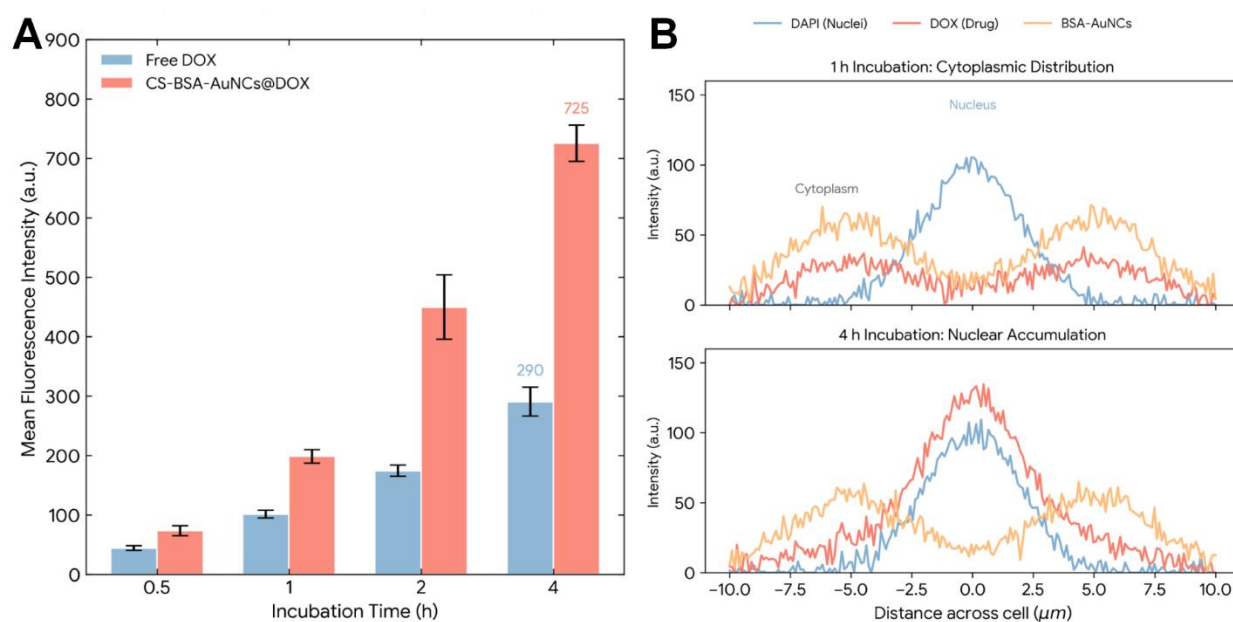 A
Mean Fluorescence Intensity (a.u.)
900
800
700
600
500
400
300
200
100
0
Free DOX
CS-BSA-AuNCs@DOX
725
290
0.5 1 2 4
Incubation Time (h)
B
DAPI (Nuclei) DOX (Drug) BSA-AuNCs
1 h Incubation: Cytoplasmic Distribution
Intensity (a.u.)
150
100
50
0
Nucleus
Cytoplasm
4 h Incubation: Nuclear Accumulation
Intensity (a.u.)
150
100
50
0
−10.0 −7.5 −5.0 −2.5 0.0 2.5 5.0 7.5 10.0
Distance across cell (μm)